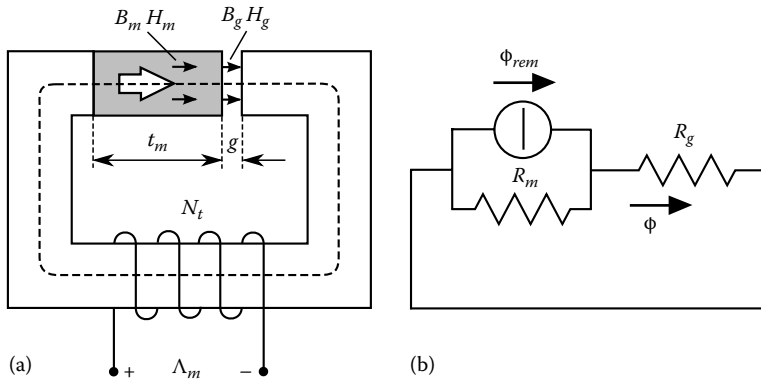 B_m H_m
B_g H_g
t_m
g
N_t
(a)
+
Λ_m
−
ϕ_rem
R_m
R_g
ϕ
(b)